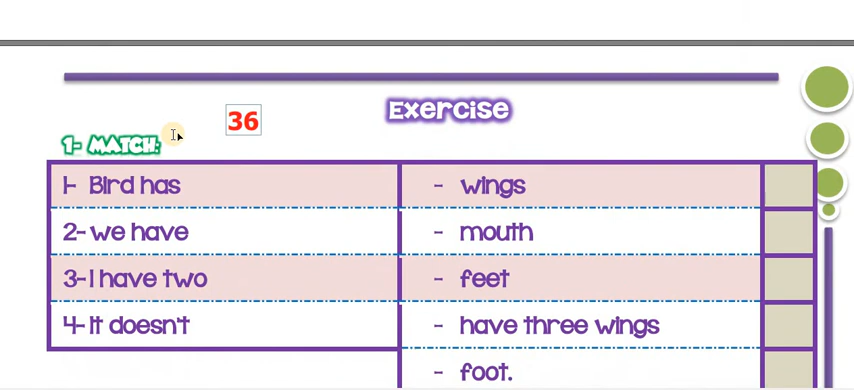 36
Exercise
1- MATCH:
1- Bird has - wings
2- we have - mouth
3- I have two - feet
4- It doesn't - have three wings
- foot.